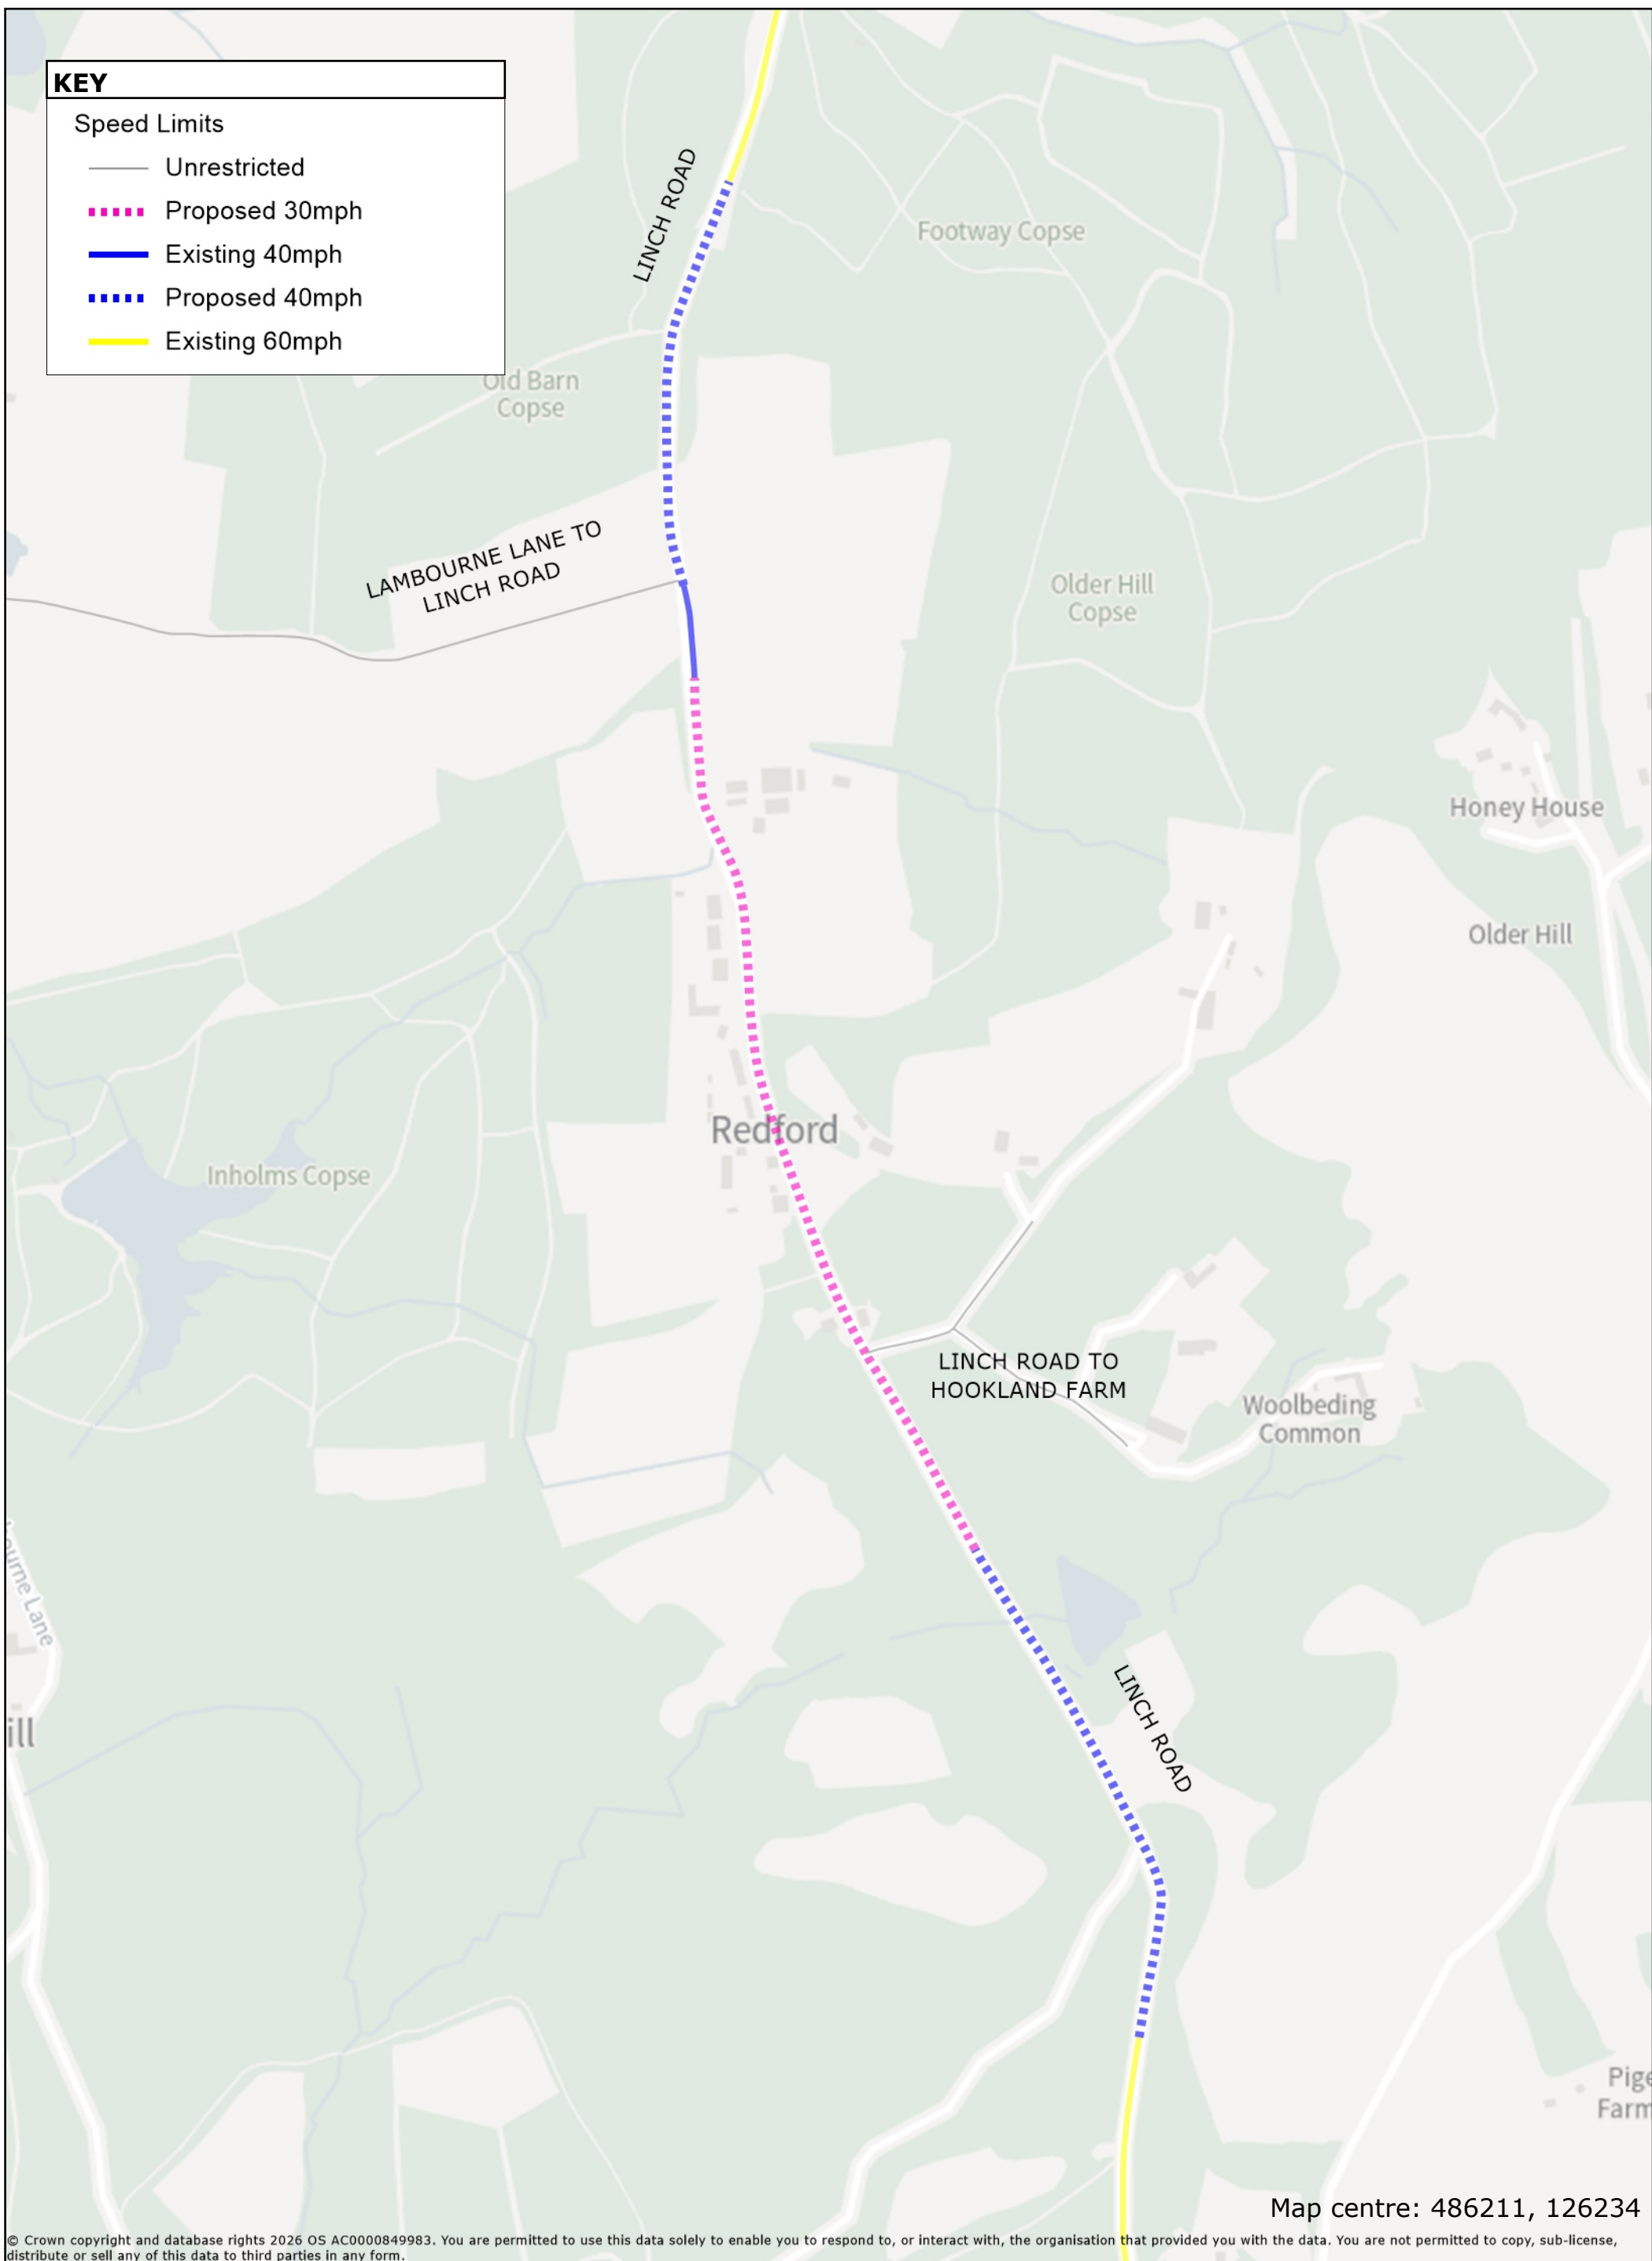 KEY
Speed Limits
Unrestricted
Proposed 30mph
Existing 40mph
Proposed 40mph
Existing 60mph
LINCH ROAD
Footway Copse
Old Barn
Copse
LAMBOURNE LANE TO
LINCH ROAD
Older Hill
Copse
Honey House
Older Hill
Redford
Inholms Copse
LINCH ROAD TO
HOOKLAND FARM
Woolbeding
Common
ourne Lane
LINCH ROAD
ill
Pige
Farm
Map centre: 486211, 126234
© Crown copyright and database rights 2026 OS AC0000849983. You are permitted to use this data solely to enable you to respond to, or interact with, the organisation that provided you with the data. You are not permitted to copy, sub-license,
distribute or sell any of this data to third parties in any form.